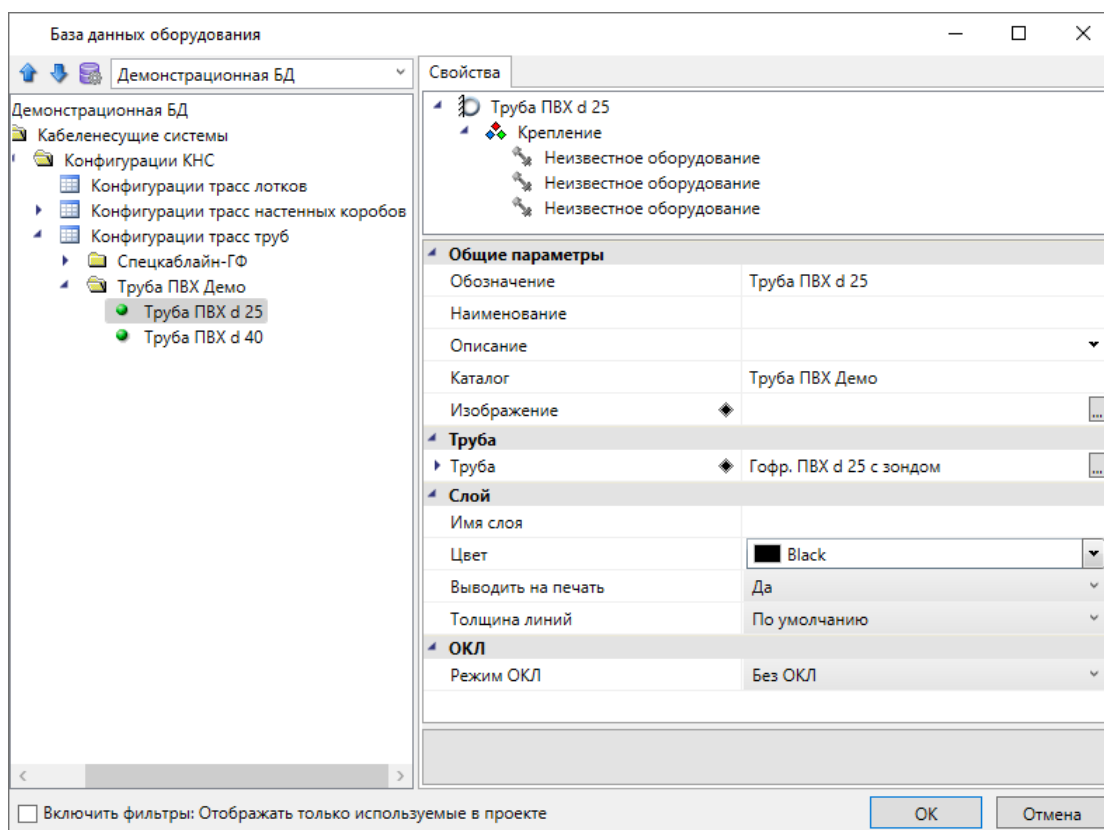 База данных оборудования
Демонстрационная БД
Демонстрационная БД
Кабеленесущие системы
Конфигурации КНС
Конфигурации трасс лотков
Конфигурации трасс настенных коробов
Конфигурации трасс труб
Спецкаблайн-ГФ
Труба ПВХ Демо
Труба ПВХ d 25
Труба ПВХ d 40
Свойства
Труба ПВХ d 25
Крепление
Неизвестное оборудование
Неизвестное оборудование
Неизвестное оборудование
Общие параметры
Обозначение Труба ПВХ d 25
Наименование
Описание
Каталог Труба ПВХ Демо
Изображение ...
Труба
Труба Гофр. ПВХ d 25 с зондом ...
Слой
Имя слоя
Цвет Black
Выводить на печать Да
Толщина линий По умолчанию
ОКЛ
Режим ОКЛ Без ОКЛ
Включить фильтры: Отображать только используемые в проекте
ОК Отмена